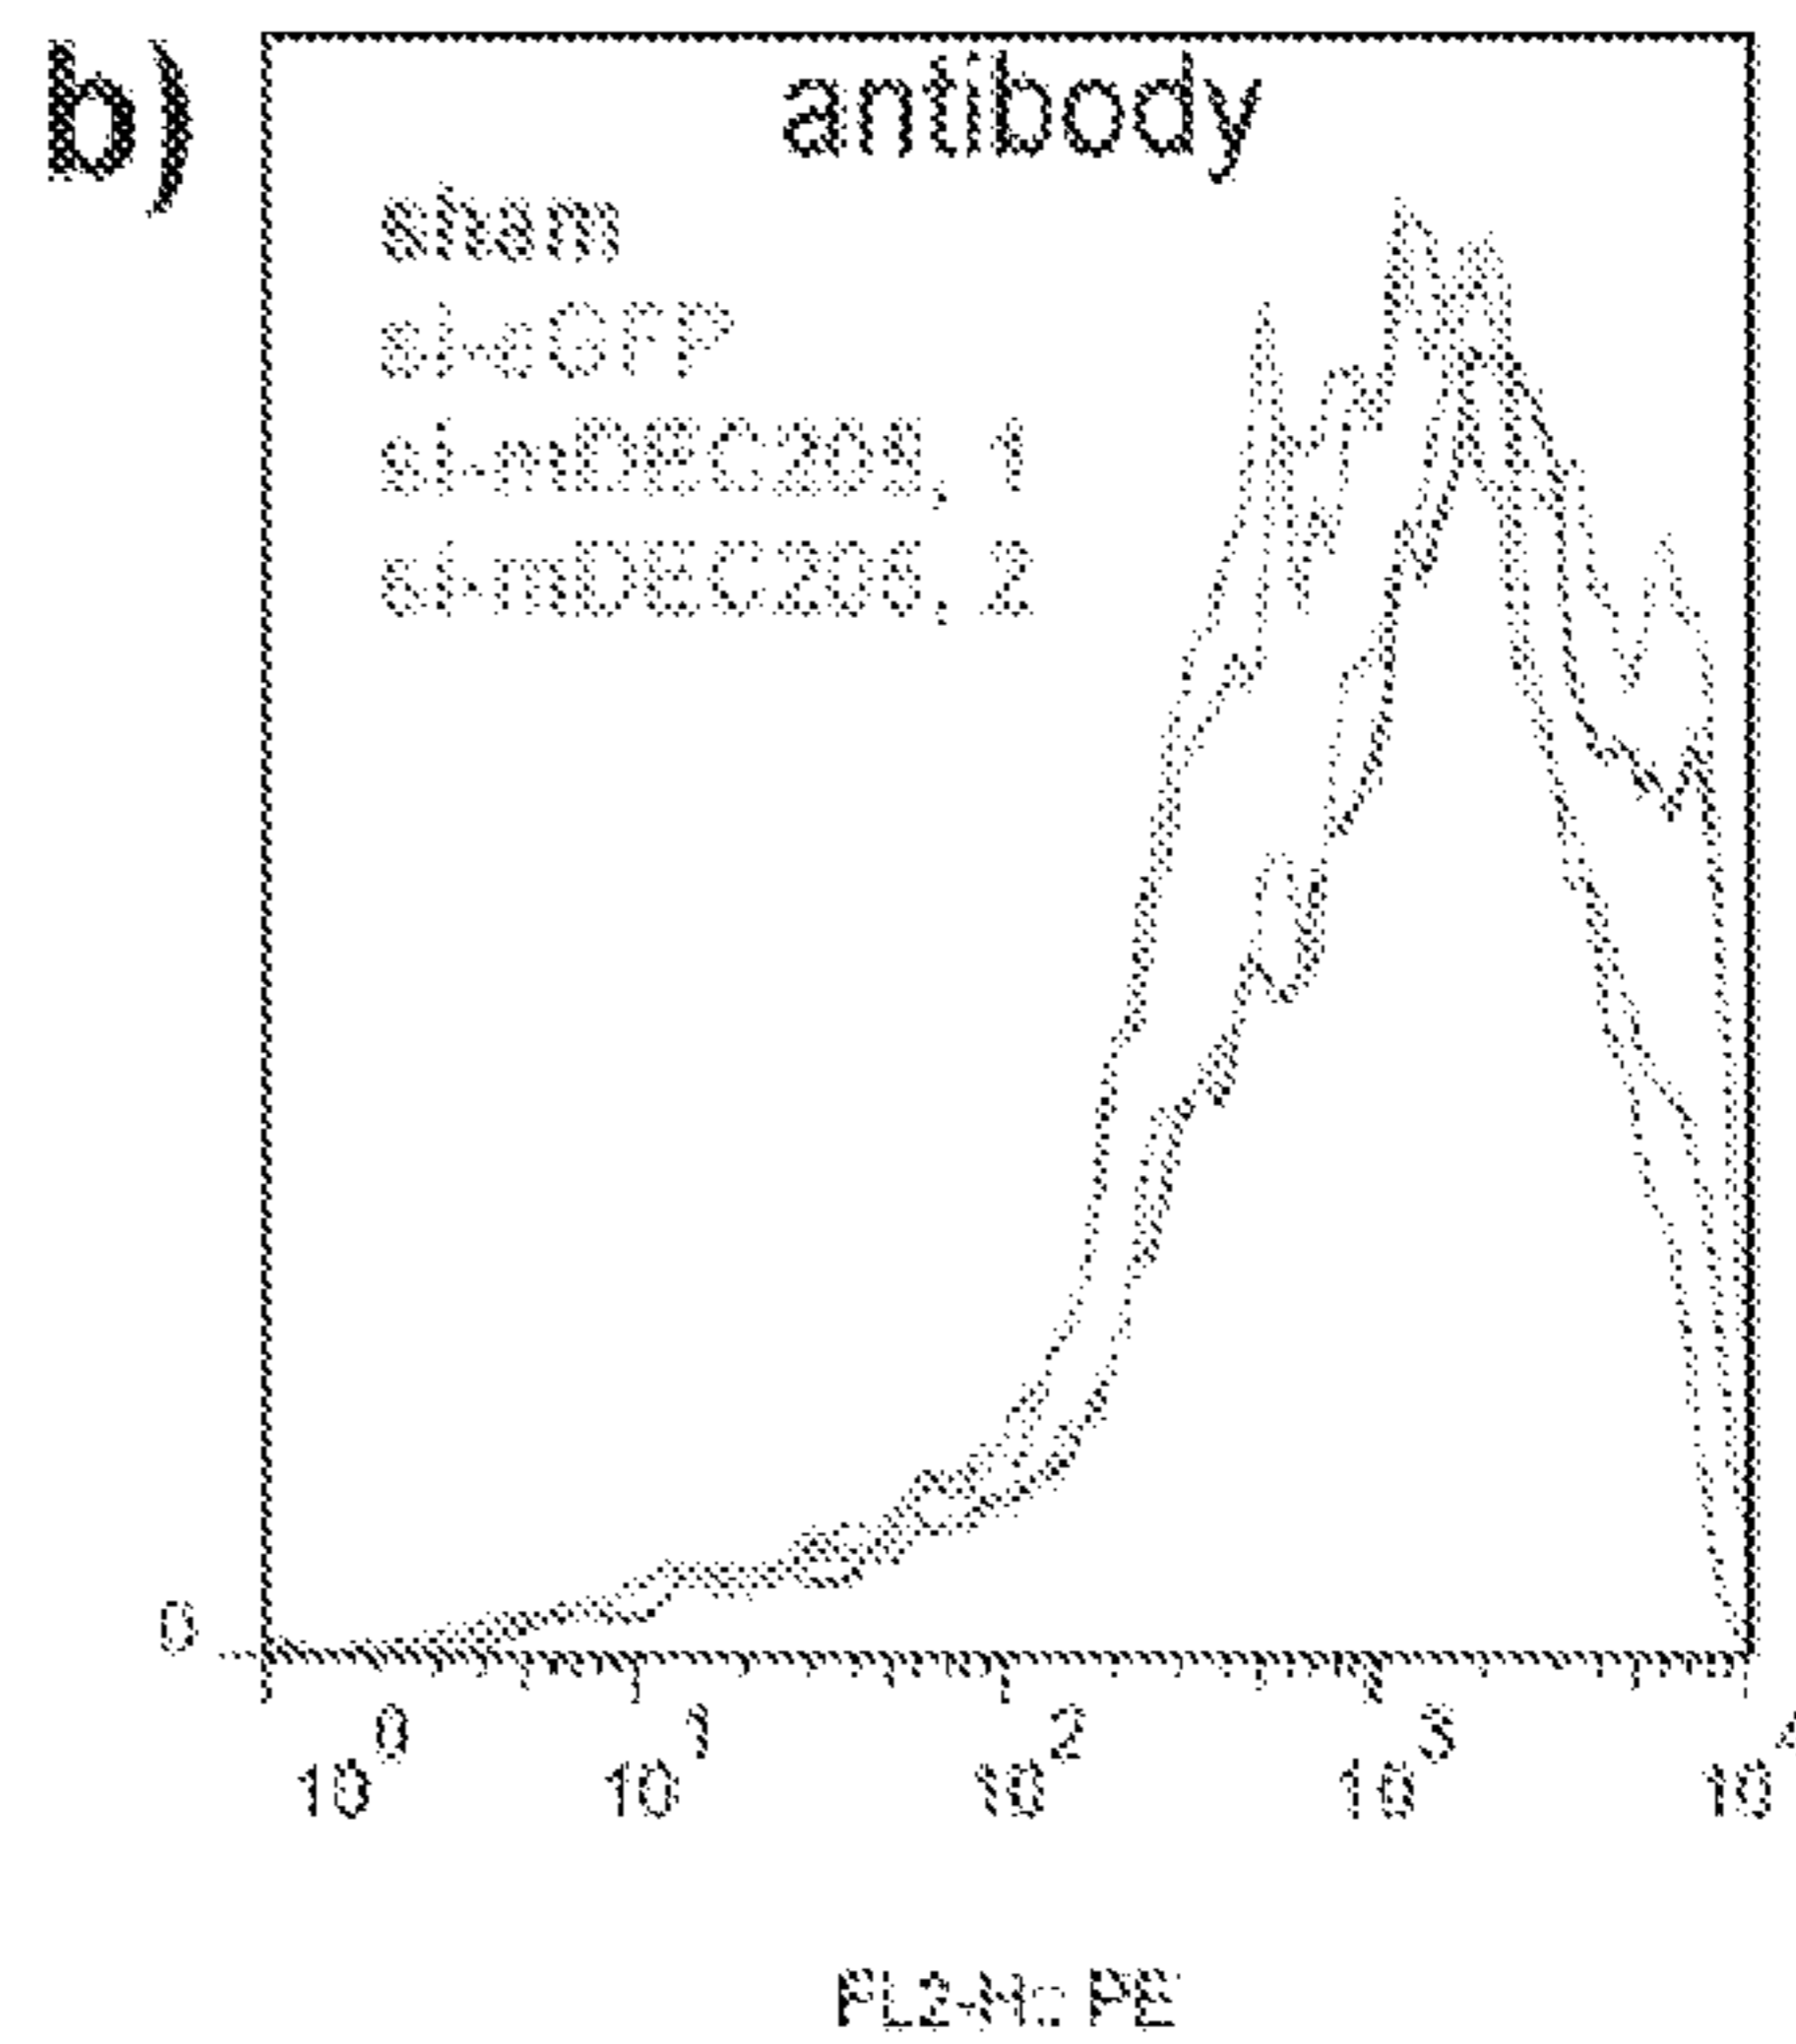 b)
antibody
sham
si-eGFP
si-mDEC205, 1
si-mDEC205, 2
0
10^0 10^1 10^2 10^3 10^4
FL2-H:: PE